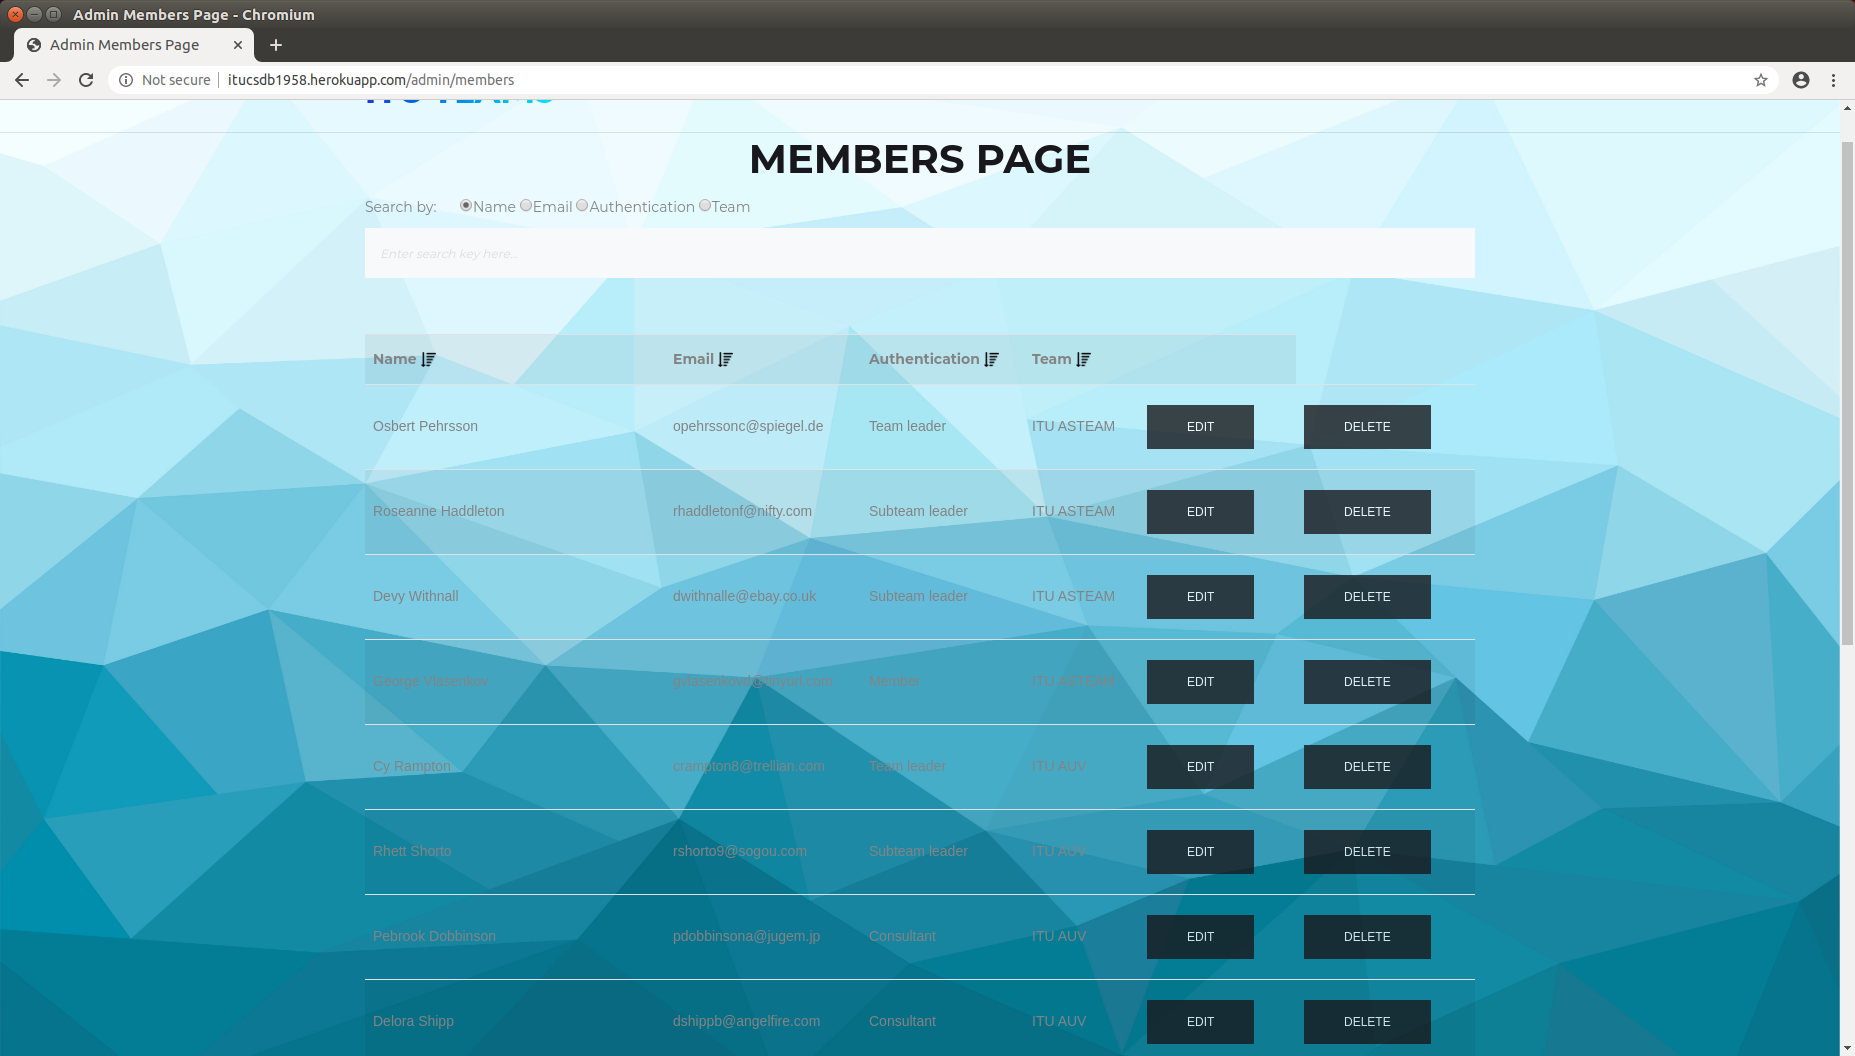 Admin Members Page - Chromium
Admin Members Page
Not secure itucsdb1958.herokuapp.com/admin/members
ITU TEAMS
MEMBERS PAGE
Search by: Name Email Authentication Team
Enter search key here...
Name Email Authentication Team
Osbert Pehrsson opehrssonc@spiegel.de Team leader ITU ASTEAM EDIT DELETE
Roseanne Haddleton rhaddletonf@nifty.com Subteam leader ITU ASTEAM EDIT DELETE
Devy Withnall dwithnalle@ebay.co.uk Subteam leader ITU ASTEAM EDIT DELETE
George Member ITU ASTEAM EDIT DELETE
Cy Rampton crampton8@trellian.com Team leader ITU AUV EDIT DELETE
Rhett Shorto rshorto9@sogou.com Subteam leader ITU AUV EDIT DELETE
Pebrook Dobbinson pdobbinsona@jugem.jp Consultant ITU AUV EDIT DELETE
Delora Shipp dshippb@angelfire.com Consultant ITU AUV EDIT DELETE